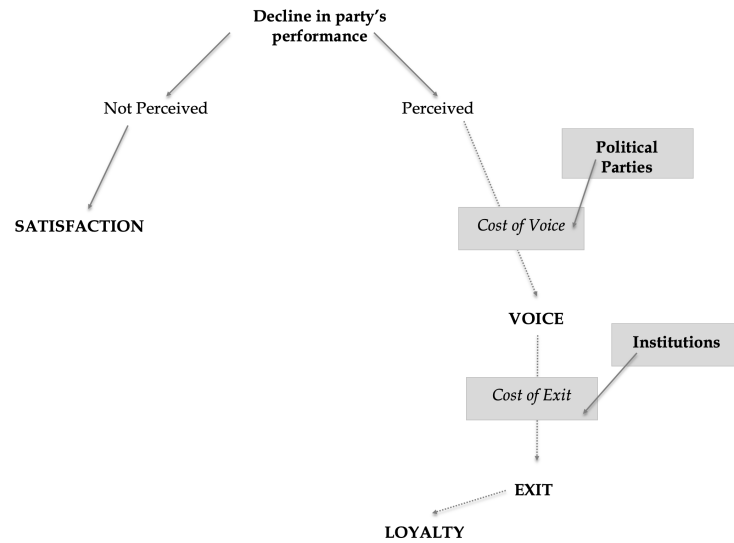 Decline in party's
performance
Not Perceived
Perceived
Political
Parties
SATISFACTION
Cost of Voice
VOICE
Institutions
Cost of Exit
EXIT
LOYALTY